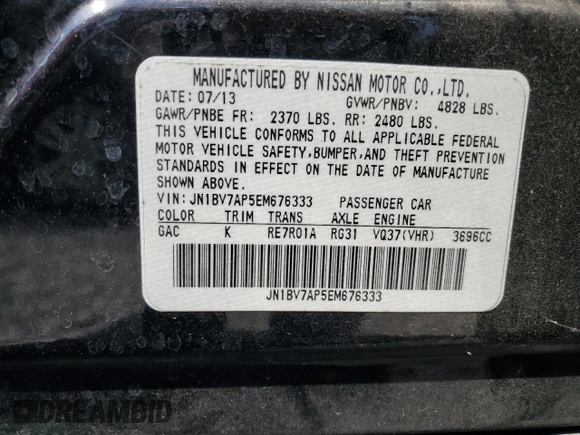 MANUFACTURED BY NISSAN MOTOR CO.,LTD.
DATE: 07/13 GVWR/PNBV: 4828 LBS.
GAWR/PNBE FR: 2370 LBS. RR: 2480 LBS.
THIS VEHICLE CONFORMS TO ALL APPLICABLE FEDERAL
MOTOR VEHICLE SAFETY,BUMPER,AND THEFT PREVENTION
STANDARDS IN EFFECT ON THE DATE OF MANUFACTURE
SHOWN ABOVE.
VIN: JN1BV7AP5EM676333 PASSENGER CAR
COLOR TRIM TRANS AXLE ENGINE
GAC K RE7R01A RG31 VQ37(VHR) 3696CC
JN1BV7AP5EM676333
DREAMBID